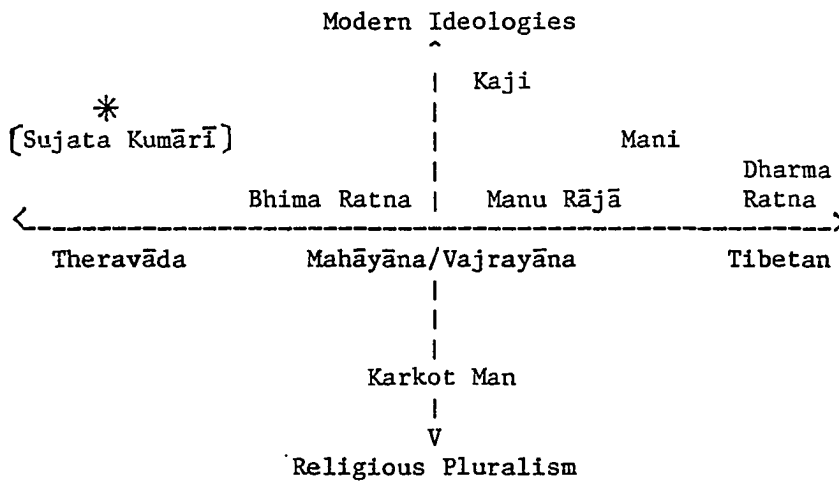 Modern Ideologies
Kaji
*
[Sujata Kumārī]
Mani
Dharma
Bhima Ratna
Manu Rājā
Ratna
Theravāda
Mahāyāna/Vajrayāna
Tibetan
Karkot Man
V
Religious Pluralism